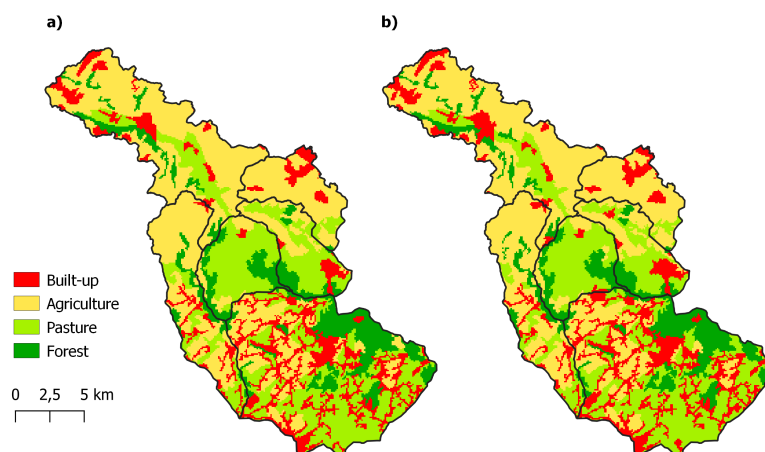 a)
b)
Built-up
Agriculture
Pasture
Forest
0 2,5 5 km